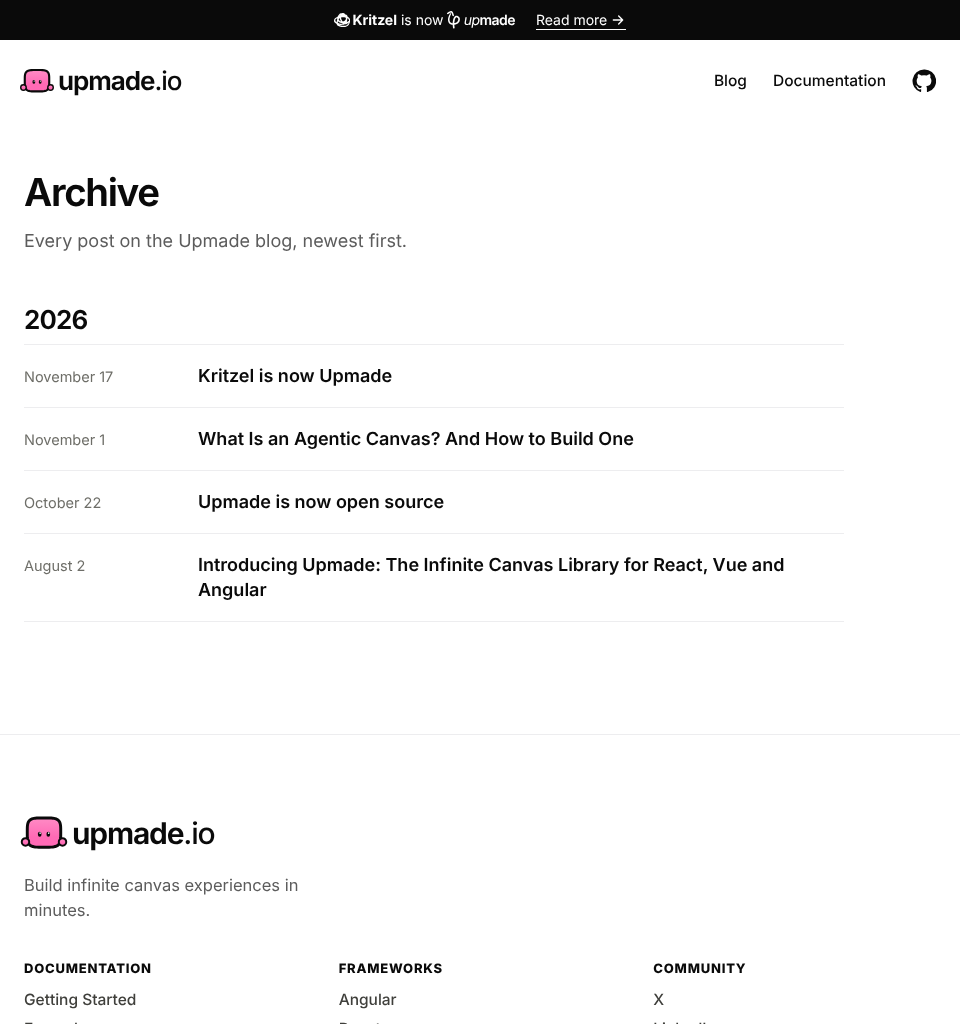 Kritzel is now upmade Read more →
upmade.io
Blog Documentation
Archive
Every post on the Upmade blog, newest first.
2026
November 17 Kritzel is now Upmade
November 1 What Is an Agentic Canvas? And How to Build One
October 22 Upmade is now open source
August 2 Introducing Upmade: The Infinite Canvas Library for React, Vue and
Angular
upmade.io
Build infinite canvas experiences in
minutes.
DOCUMENTATION FRAMEWORKS COMMUNITY
Getting Started Angular X